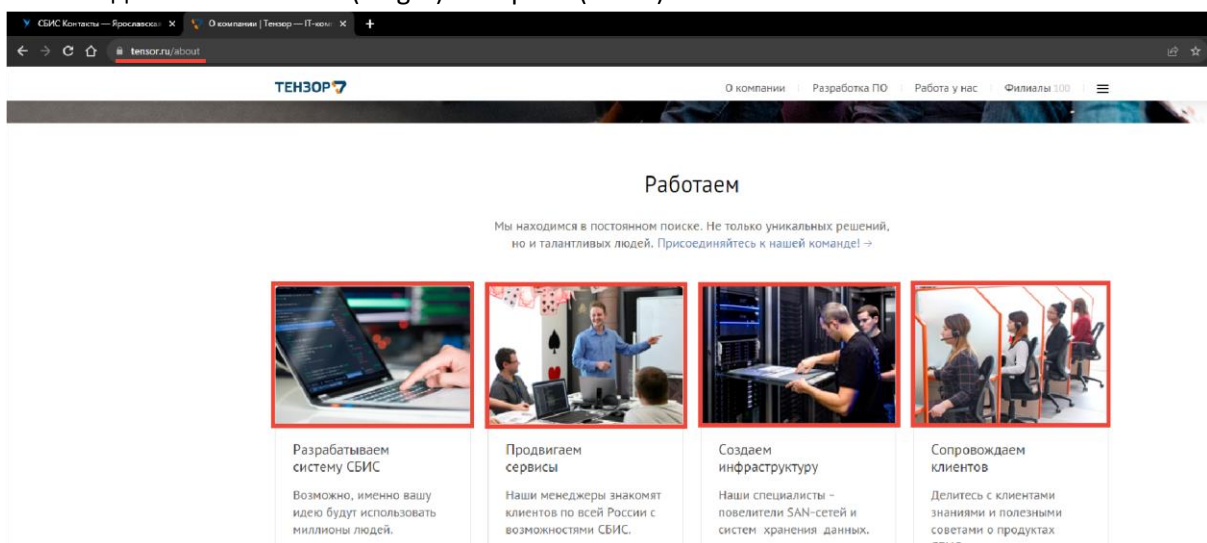 СБИС Контакты — Ярославская
О компании | Тензор — IT-комп
tensor.ru/about
ТЕНЗОР
О компании Разработка ПО Работа у нас Филиалы 100
Работаем
Мы находимся в постоянном поиске. Не только уникальных решений,
но и талантливых людей. Присоединяйтесь к нашей команде! →
Разрабатываем
систему СБИС
Возможно, именно вашу
идею будут использовать
миллионы людей.
Продвигаем
сервисы
Наши менеджеры знакомят
клиентов по всей России с
возможностями СБИС.
Создаем
инфраструктуру
Наши специалисты –
повелители SAN-сетей и
систем хранения данных.
Сопровождаем
клиентов
Делитесь с клиентами
знаниями и полезными
советами о продуктах